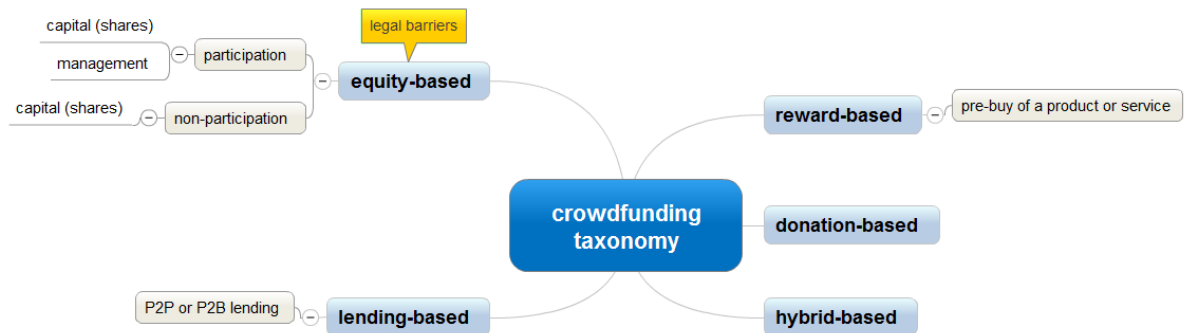 capital (shares)
management
participation
capital (shares)
non-participation
legal barriers
equity-based
reward-based
pre-buy of a product or service
crowdfunding
taxonomy
donation-based
P2P or P2B lending
lending-based
hybrid-based